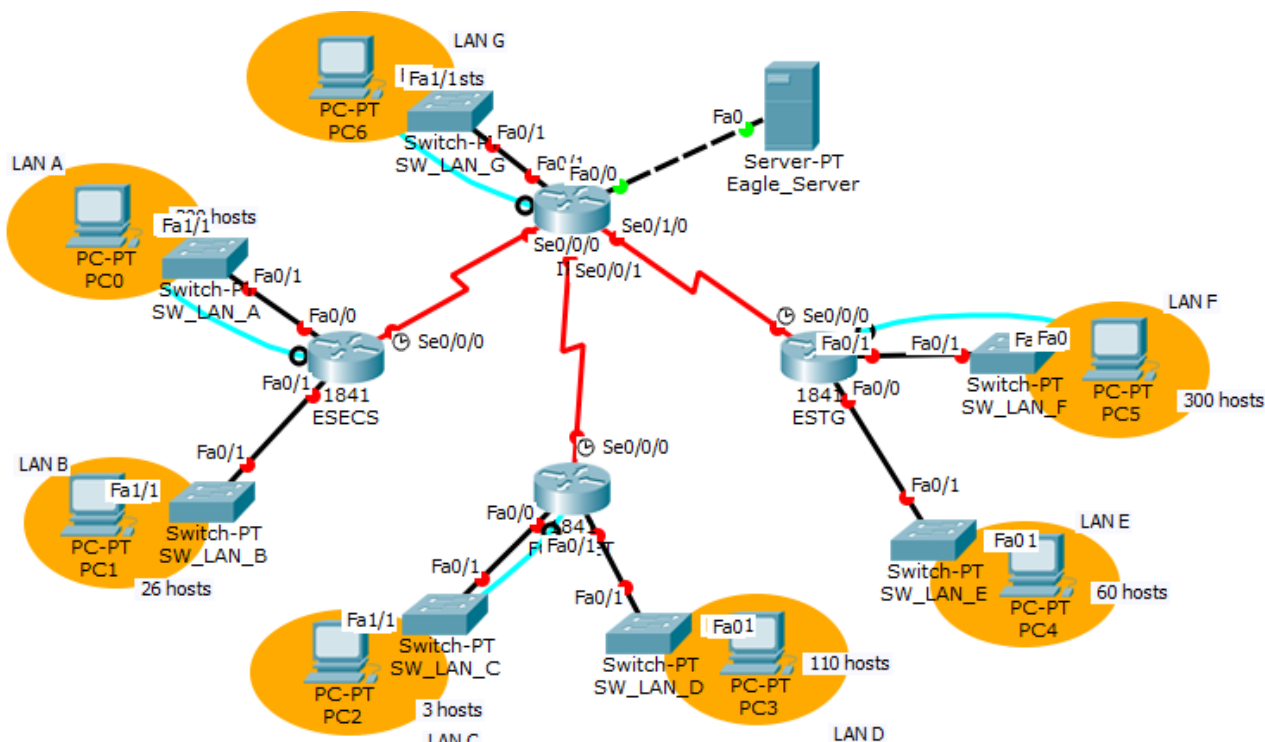 LAN G
Fa1/1sts
PC-PT
PC6
Fa0/1
SW_LAN_G
Fa0/0
Fa0
Server-PT
Eagle_Server
LAN A
hosts
Fa1/1
PC-PT
PC0
Fa0/1
SW_LAN_A
Se0/1/0
Se0/0/0
Se0/0/1
Fa0/0
Se0/0/0
Fa0/1
1841
ESECS
Se0/0/0
LAN F
Fa0/1
Fa0/1
Fa0
Fa0/0
1841
ESTG
Switch-PT
SW_LAN_F
PC-PT
PC5
300 hosts
LAN B
Fa0/1
Fa1/1
PC-PT
PC1
Switch-PT
SW_LAN_B
26 hosts
Se0/0/0
Fa0/0
Fa0/1
Fa0/1
Fa1/1
PC-PT
PC2
Switch-PT
SW_LAN_C
3 hosts
LAN C
Fa0/1
Switch-PT
SW_LAN_D
PC-PT
PC3
110 hosts
LAN D
Fa0/1
LAN E
Switch-PT
SW_LAN_E
PC-PT
PC4
60 hosts